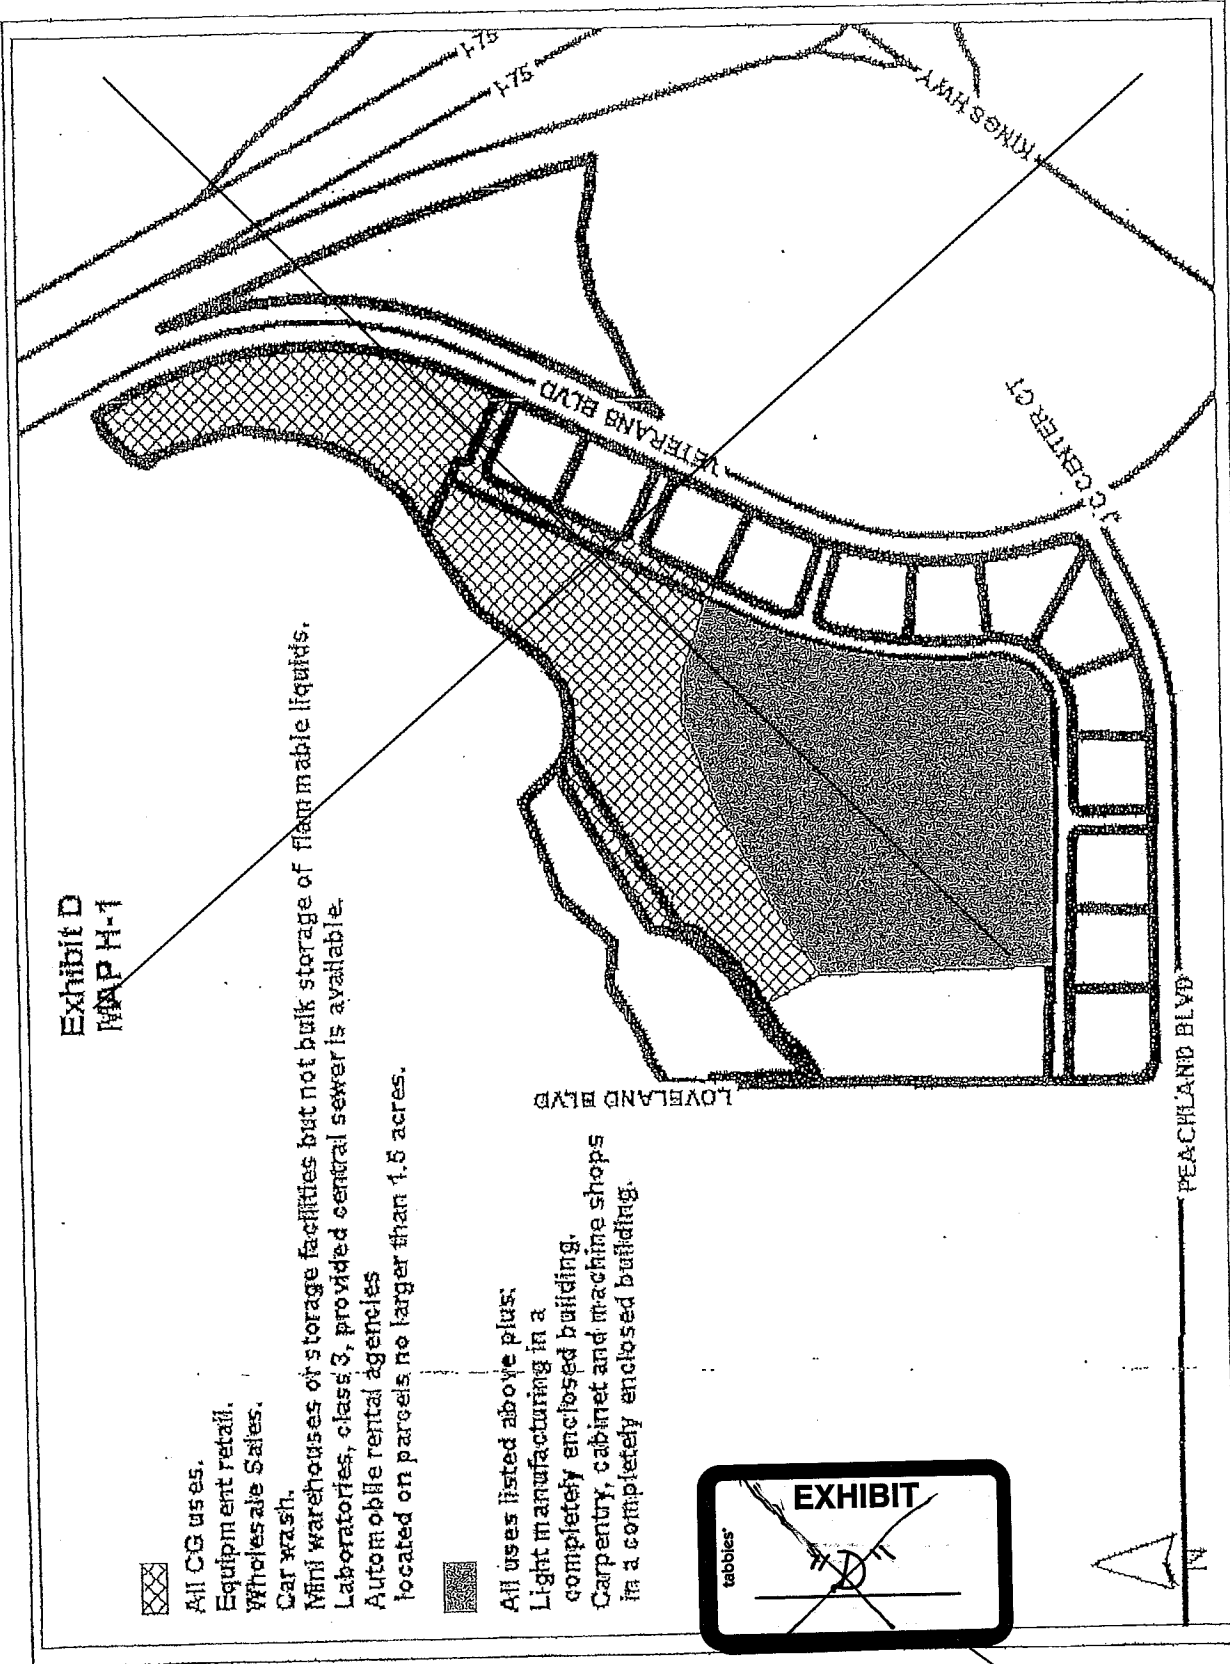 Exhibit D
MAP H-1
All CG uses.
Equipment retail.
Wholesale Sales.
Car wash.
Mini warehouses or storage facilities but not bulk storage of flammable liquids.
Laboratories, class 3, provided central sewer is available.
Automobile rental agencies
located on parcels no larger than 1.5 acres.
All uses listed above plus:
Light manufacturing in a
completely enclosed building.
Carpentry, cabinet and machine shops
in a completely enclosed building.
I-75
I-75
KINGS HWY
VETERANS BLVD
LOVELAND BLVD
PEACHLAND BLVD
N
tabbies®
EXHIBIT
"D"